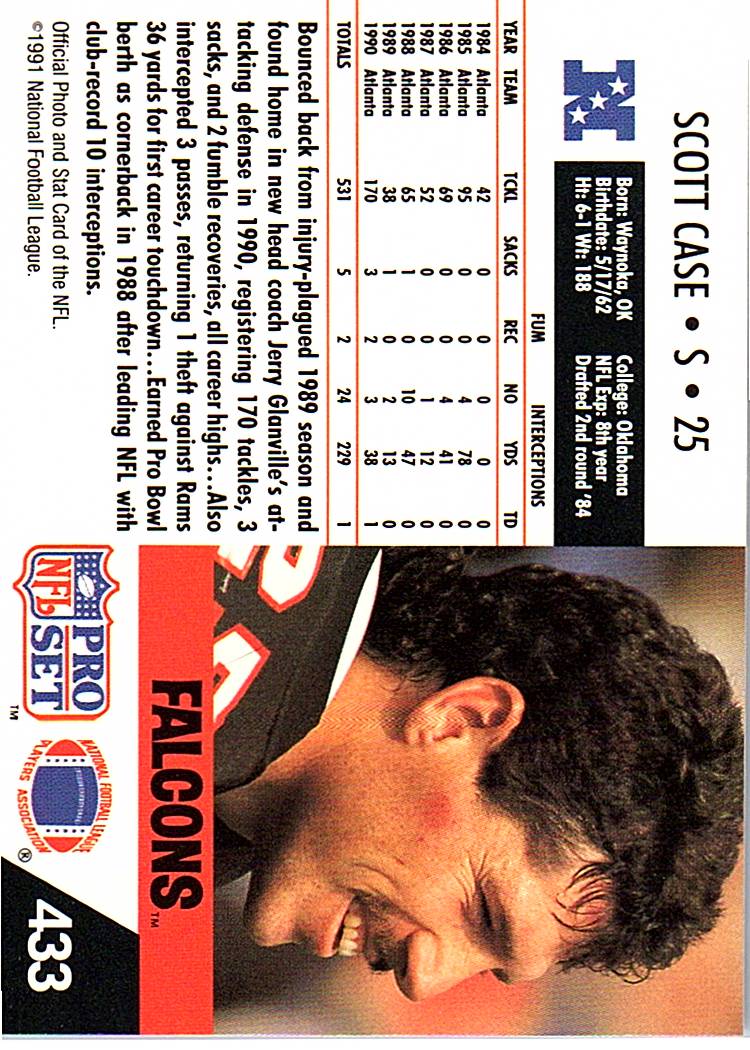 SCOTT CASE • S • 25
N
Born: Waynoka, OK College: Oklahoma
Birthdate: 5/17/62 NFL Exp: 8th year
Ht: 6-1 Wt: 188 Drafted 2nd round '84
FUM INTERCEPTIONS
YEAR TEAM TCKL SACKS REC NO YDS TD
1984 Atlanta 42 0 0 0 0 0
1985 Atlanta 95 0 0 4 78 0
1986 Atlanta 69 0 0 4 41 0
1987 Atlanta 52 0 0 1 12 0
1988 Atlanta 65 1 0 10 47 0
1989 Atlanta 38 1 0 2 13 0
1990 Atlanta 170 3 2 3 38 1
TOTALS 531 5 2 24 229 1
Bounced back from injury-plagued 1989 season and
found home in new head coach Jerry Glanville's at-
tacking defense in 1990, registering 170 tackles, 3
sacks, and 2 fumble recoveries, all career highs...Also
intercepted 3 passes, returning 1 theft against Rams
36 yards for first career touchdown...Earned Pro Bowl
berth as cornerback in 1988 after leading NFL with
club-record 10 interceptions.
Official Photo and Stat Card of the NFL.
©1991 National Football League.
FALCONS™
PRO
SET
NFL
™
NATIONAL FOOTBALL LEAGUE
PLAYERS ASSOCIATION
®
433